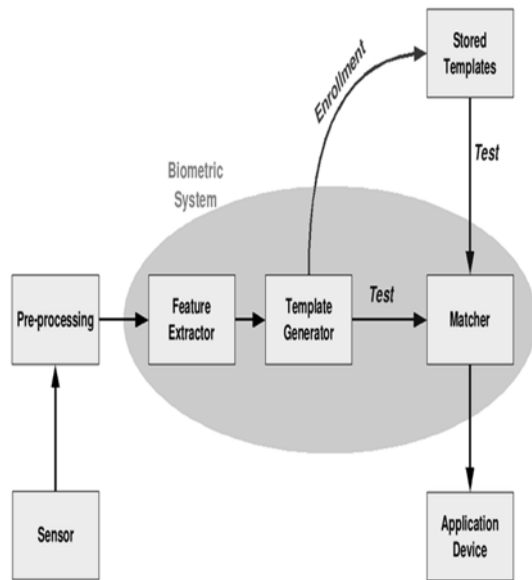 Stored
Templates
Enrollment
Test
Biometric
System
Pre-processing
Feature
Extractor
Template
Generator
Test
Matcher
Sensor
Application
Device